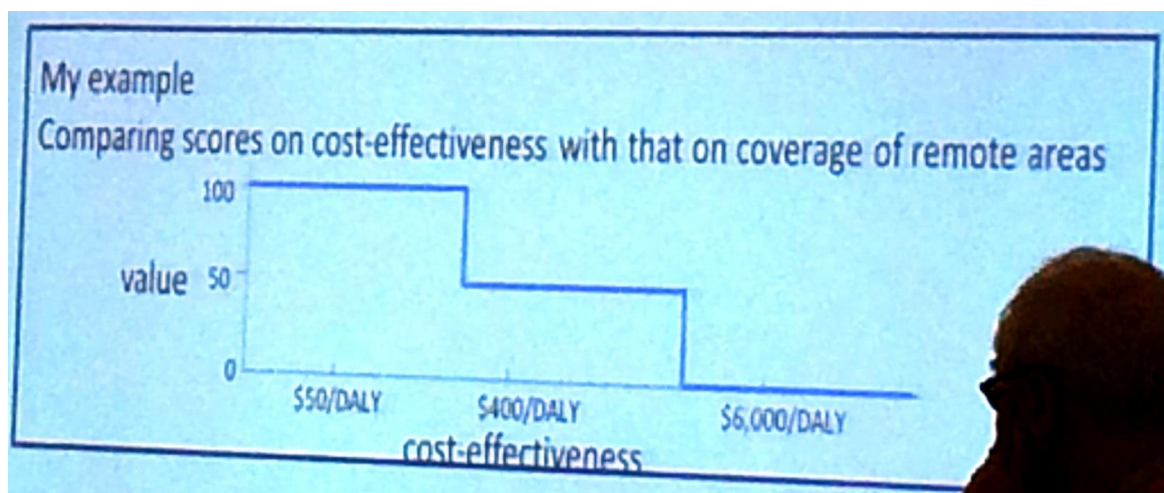 My example
Comparing scores on cost-effectiveness with that on coverage of remote areas
100
value 50
0
$50/DALY $400/DALY $6,000/DALY
cost-effectiveness